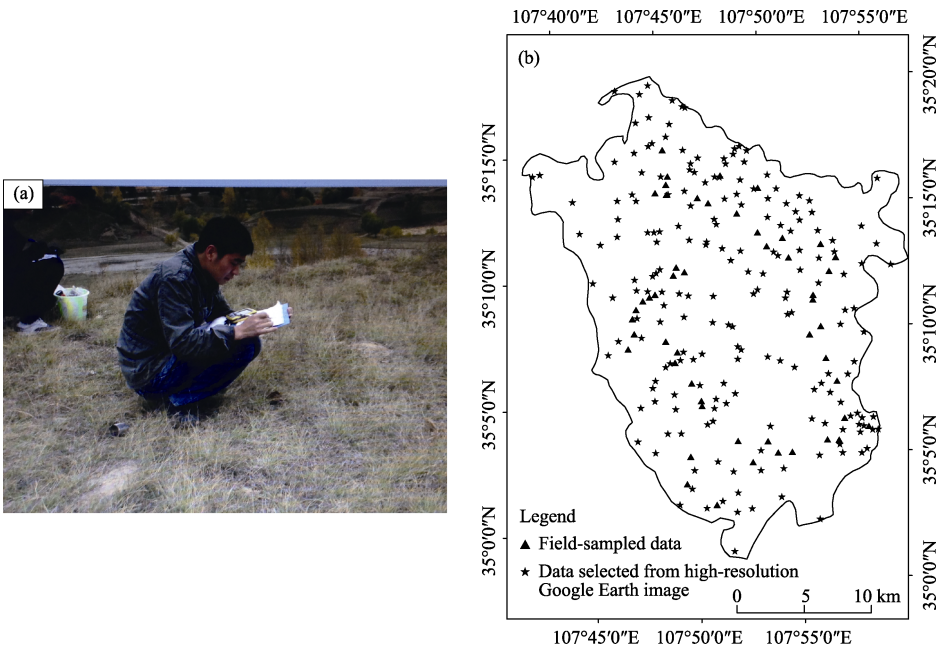 (a)
(b)
107°40′0″E 107°45′0″E 107°50′0″E 107°55′0″E
35°20′0″N
35°15′0″N
35°10′0″N
35°5′0″N
35°0′0″N
35°15′0″N
35°10′0″N
35°5′0″N
35°0′0″N
Legend
Field-sampled data
Data selected from high-resolution
Google Earth image
0 5 10 km
107°45′0″E 107°50′0″E 107°55′0″E